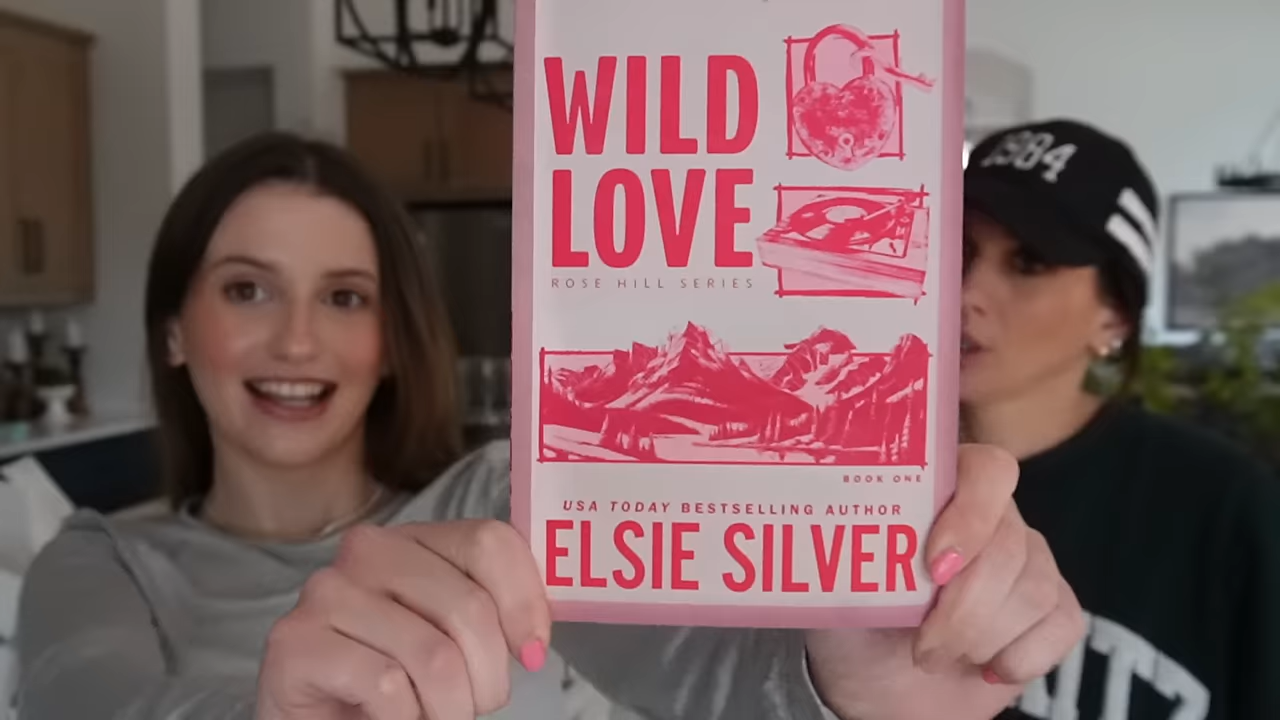 WILD
LOVE
ROSE HILL SERIES
BOOK ONE
USA TODAY BESTSELLING AUTHOR
ELSIE SILVER
1984